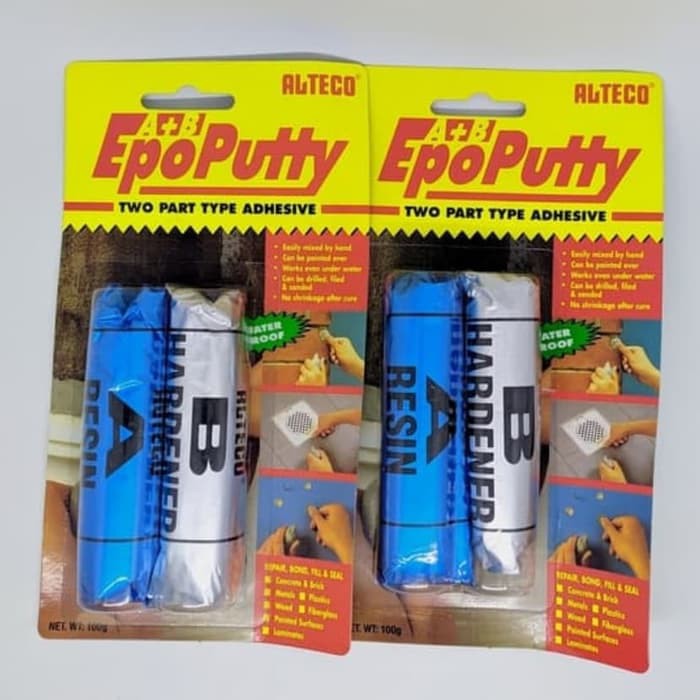 ALTECO®
A+B
EpoPutty
TWO PART TYPE ADHESIVE
• Easily mixed by hand
• Can be painted over
• Works even under water
• Can be drilled, filed
& sanded
• No shrinkage after cure
A
RESIN
B
HARDENER
ALTECO
REPAIR, BOND, FILL & SEAL
Concrete & Brick
Metals
Plastics
Wood
Fiberglass
Painted Surfaces
Laminates
NET. WT: 100g
ALTECO®
A+B
EpoPutty
TWO PART TYPE ADHESIVE
• Easily mixed by hand
• Can be painted over
• Works even under water
• Can be drilled, filed
& sanded
• No shrinkage after cure
A
RESIN
B
HARDENER
REPAIR, BOND, FILL & SEAL
Concrete & Brick
Metals
Plastics
Wood
Fiberglass
Painted Surfaces
Laminates
WT: 100g